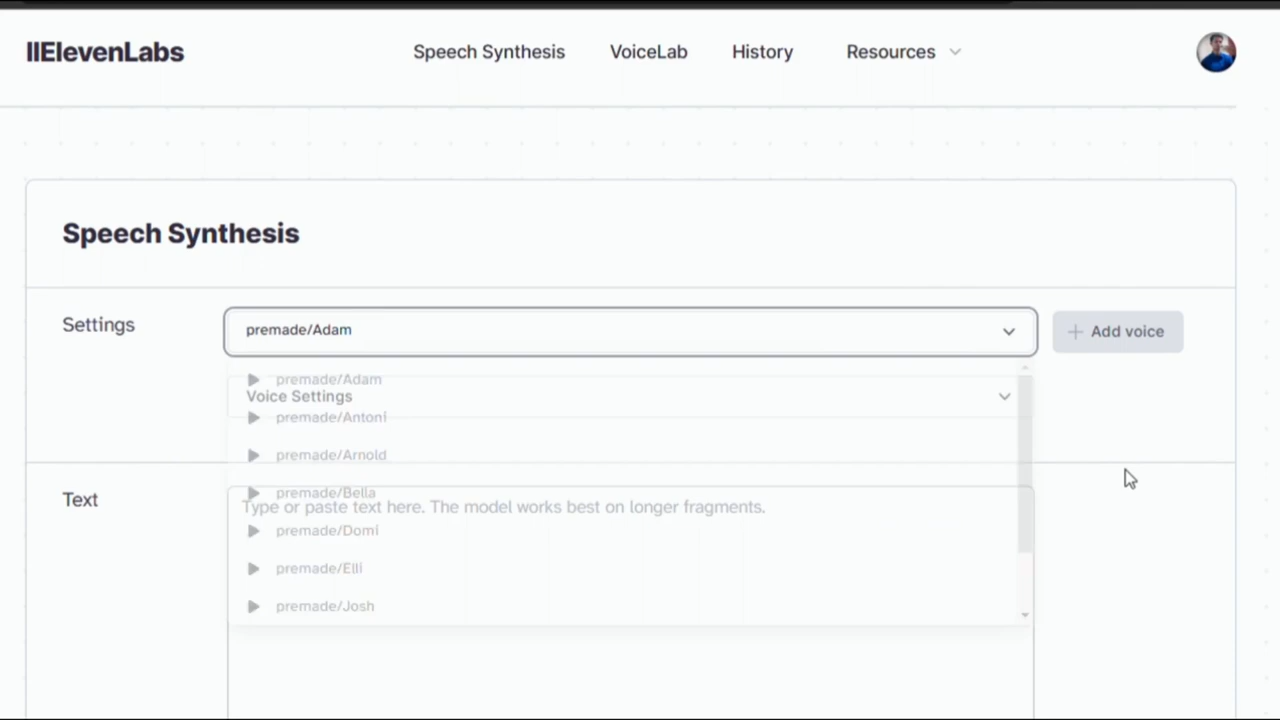 IIElevenLabs
Speech Synthesis
VoiceLab
History
Resources
Speech Synthesis
Settings
premade/Adam
Add voice
premade/Adam
Voice Settings
premade/Antoni
premade/Arnold
Text
premade/Bella
Type or paste text here. The model works best on longer fragments.
premade/Domi
premade/Elli
premade/Josh